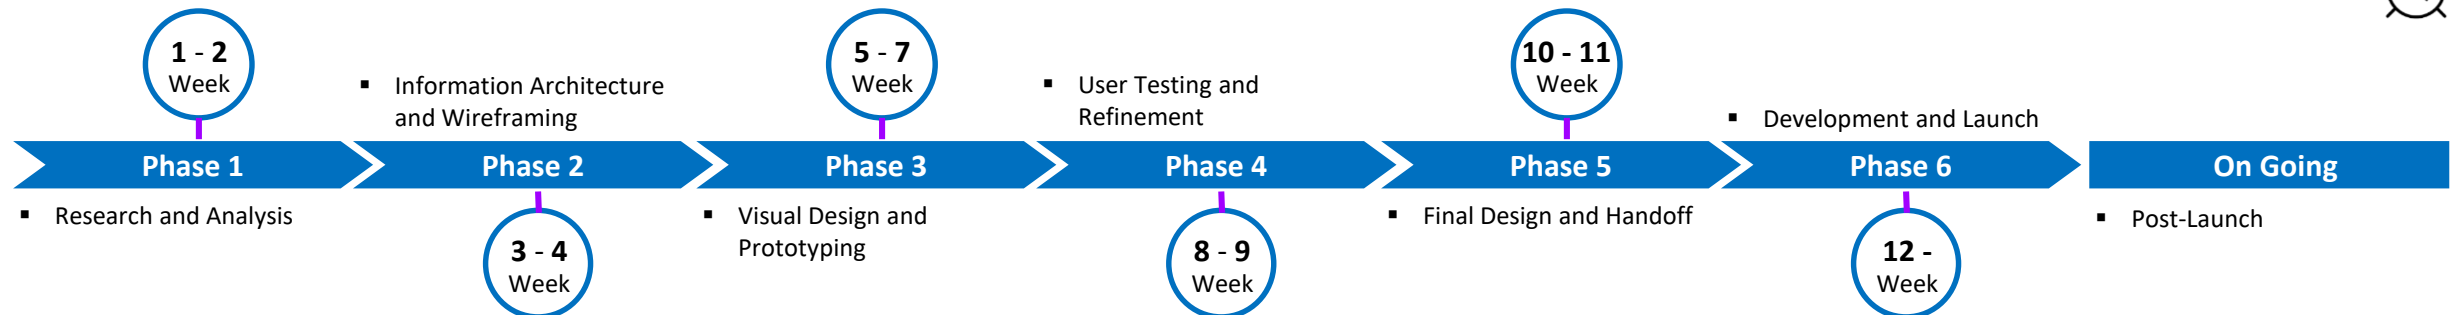 1 - 2
Week
5 - 7
Week
10 - 11
Week
▪ Information Architecture
and Wireframing
▪ User Testing and
Refinement
▪ Development and Launch
Phase 1
Phase 2
Phase 3
Phase 4
Phase 5
Phase 6
On Going
▪ Research and Analysis
▪ Visual Design and
Prototyping
▪ Final Design and Handoff
▪ Post-Launch
3 - 4
Week
8 - 9
Week
12 -
Week